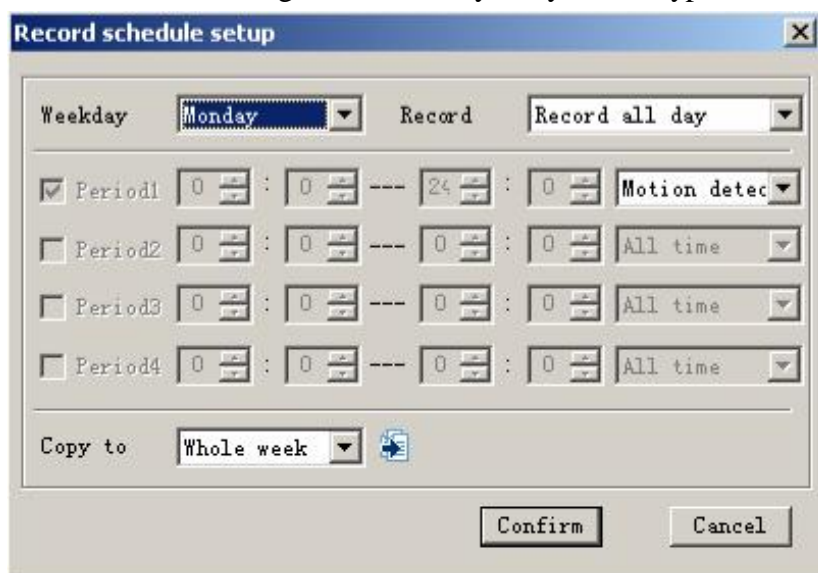 Record schedule setup
Weekday Monday Record Record all day
Period1 0 : 0 --- 24 : 0 Motion detec
Period2 0 : 0 --- 0 : 0 All time
Period3 0 : 0 --- 0 : 0 All time
Period4 0 : 0 --- 0 : 0 All time
Copy to Whole week
Confirm Cancel